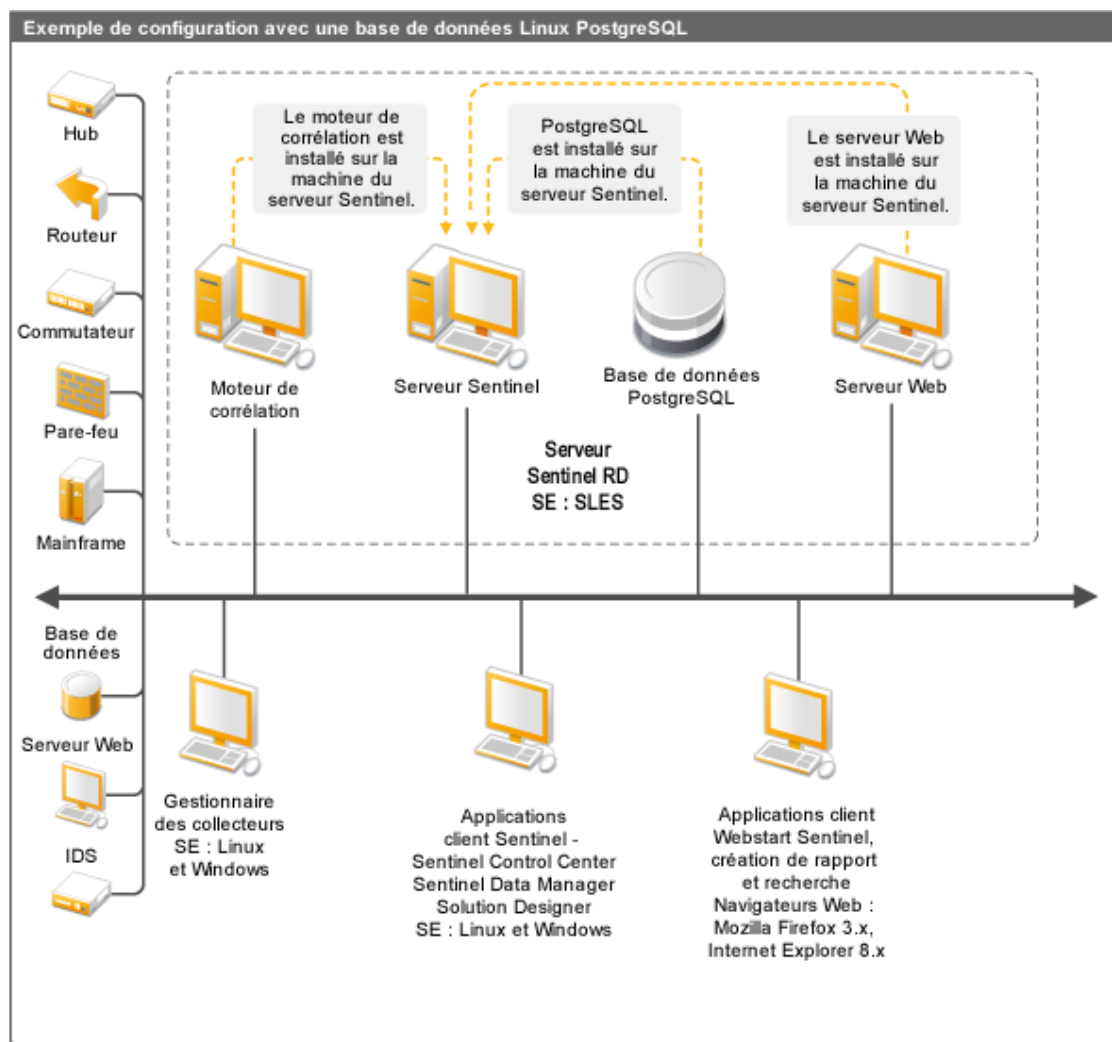 Exemple de configuration avec une base de données Linux PostgreSQL
Hub
Routeur
Commutateur
Pare-feu
Mainframe
Le moteur de
corrélation est
installé sur la
machine du
serveur Sentinel.
PostgreSQL
est installé sur
la machine du
serveur Sentinel.
Le serveur Web
est installé sur
la machine du
serveur Sentinel.
Moteur de
corrélation
Serveur Sentinel
Base de données
PostgreSQL
Serveur Web
Serveur
Sentinel RD
SE : SLES
Base de
données
Serveur Web
IDS
Gestionnaire
des collecteurs
SE : Linux
et Windows
Applications
client Sentinel -
Sentinel Control Center
Sentinel Data Manager
Solution Designer
SE : Linux et Windows
Applications client
Webstart Sentinel,
création de rapport
et recherche
Navigateurs Web :
Mozilla Firefox 3.x,
Internet Explorer 8.x